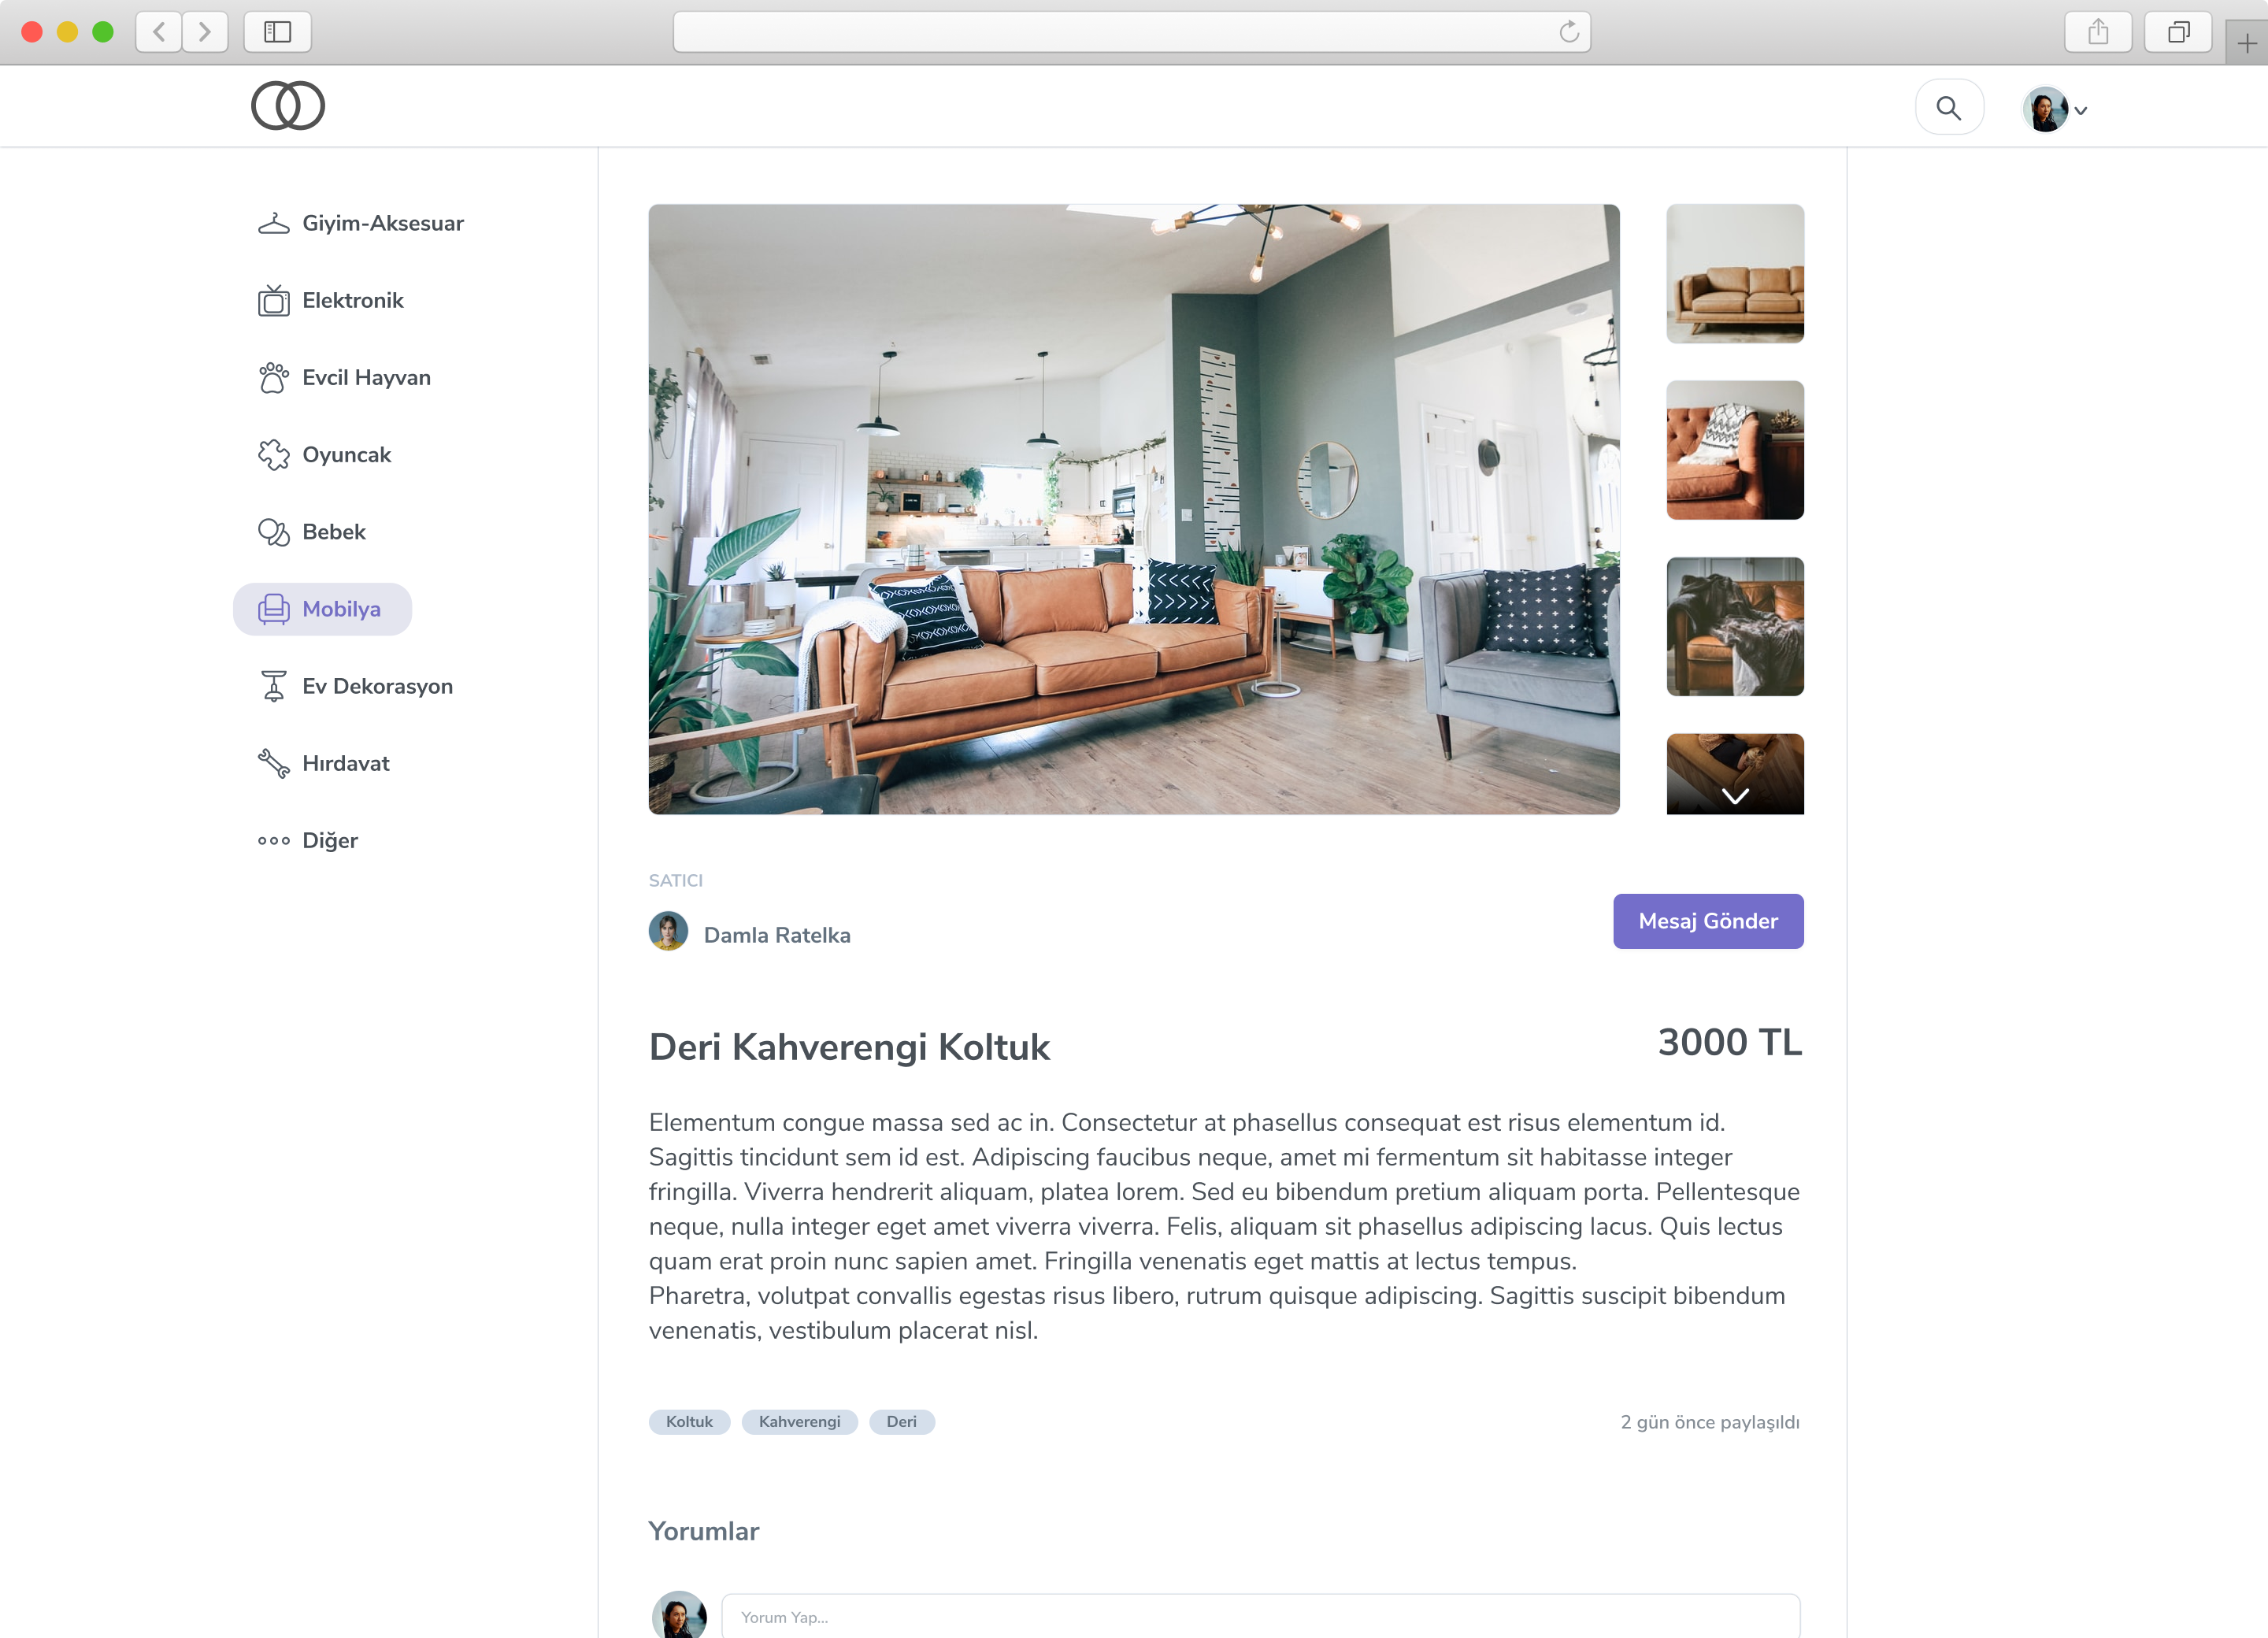 Giyim-Aksesuar
Elektronik
Evcil Hayvan
Oyuncak
Bebek
Mobilya
Ev Dekorasyon
Hırdavat
Diğer
SATICI
Damla Ratelka
Mesaj Gönder
Deri Kahverengi Koltuk
3000 TL
Elementum congue massa sed ac in. Consectetur at phasellus consequat est risus elementum id.
Sagittis tincidunt sem id est. Adipiscing faucibus neque, amet mi fermentum sit habitasse integer
fringilla. Viverra hendrerit aliquam, platea lorem. Sed eu bibendum pretium aliquam porta. Pellentesque
neque, nulla integer eget amet viverra viverra. Felis, aliquam sit phasellus adipiscing lacus. Quis lectus
quam erat proin nunc sapien amet. Fringilla venenatis eget mattis at lectus tempus.
Pharetra, volutpat convallis egestas risus libero, rutrum quisque adipiscing. Sagittis suscipit bibendum
venenatis, vestibulum placerat nisl.
Koltuk Kahverengi Deri
2 gün önce paylaşıldı
Yorumlar
Yorum Yap...